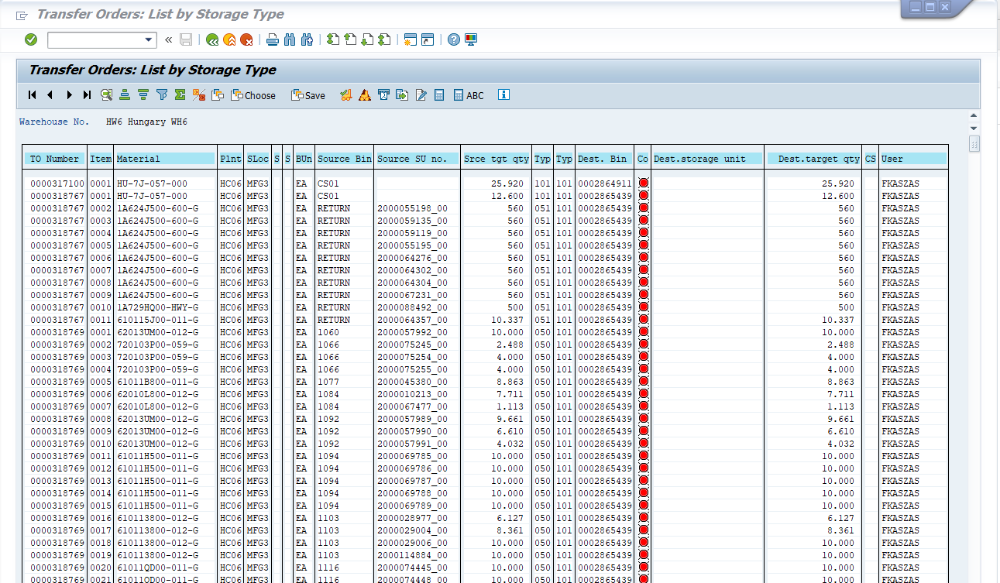 Transfer Orders: List by Storage Type
Transfer Orders: List by Storage Type
Choose Save ABC
Warehouse No. HW6 Hungary WH6
TO Number Item Material Plnt SLoc S S BUn Source Bin Source SU no. Srce tgt qty Typ Typ Dest. Bin Co Dest.storage unit Dest.target qty CS User
0000317100 0001 HU-7J-057-000 HC06 MFG3 EA CS01 25.920 101 101 0002864911 25.920 FKASZAS
0000318767 0001 HU-7J-057-000 HC06 MFG3 EA CS01 12.600 101 101 0002865439 12.600 FKASZAS
0000318767 0002 1A624J500-600-G HC06 MFG3 EA RETURN 2000055198_00 560 051 101 0002865439 560 FKASZAS
0000318767 0003 1A624J500-600-G HC06 MFG3 EA RETURN 2000059135_00 560 051 101 0002865439 560 FKASZAS
0000318767 0004 1A624J500-600-G HC06 MFG3 EA RETURN 2000059119_00 560 051 101 0002865439 560 FKASZAS
0000318767 0005 1A624J500-600-G HC06 MFG3 EA RETURN 2000055195_00 560 051 101 0002865439 560 FKASZAS
0000318767 0006 1A624J500-600-G HC06 MFG3 EA RETURN 2000064276_00 560 051 101 0002865439 560 FKASZAS
0000318767 0007 1A624J500-600-G HC06 MFG3 EA RETURN 2000064302_00 560 051 101 0002865439 560 FKASZAS
0000318767 0008 1A624J500-600-G HC06 MFG3 EA RETURN 2000064304_00 560 051 101 0002865439 560 FKASZAS
0000318767 0009 1A624J500-600-G HC06 MFG3 EA RETURN 2000067231_00 560 051 101 0002865439 560 FKASZAS
0000318767 0010 1A729HQ00-HWY-G HC06 MFG3 EA RETURN 2000088492_00 500 051 101 0002865439 500 FKASZAS
0000318767 0011 610115J00-011-G HC06 MFG3 EA RETURN 2000064357_00 10.337 051 101 0002865439 10.337 FKASZAS
0000318769 0001 62013UM00-012-G HC06 MFG3 EA 1060 2000057992_00 10.000 050 101 0002865439 10.000 FKASZAS
0000318769 0002 720103P00-059-G HC06 MFG3 EA 1066 2000075245_00 2.488 050 101 0002865439 2.488 FKASZAS
0000318769 0003 720103P00-059-G HC06 MFG3 EA 1066 2000075254_00 4.000 050 101 0002865439 4.000 FKASZAS
0000318769 0004 720103P00-059-G HC06 MFG3 EA 1066 2000075255_00 4.000 050 101 0002865439 4.000 FKASZAS
0000318769 0005 61011B800-011-G HC06 MFG3 EA 1077 2000045380_00 8.863 050 101 0002865439 8.863 FKASZAS
0000318769 0006 62010L800-012-G HC06 MFG3 EA 1084 2000010213_00 7.711 050 101 0002865439 7.711 FKASZAS
0000318769 0007 62010L800-012-G HC06 MFG3 EA 1084 2000067477_00 1.113 050 101 0002865439 1.113 FKASZAS
0000318769 0008 62013UM00-012-G HC06 MFG3 EA 1092 2000057989_00 9.661 050 101 0002865439 9.661 FKASZAS
0000318769 0009 62013UM00-012-G HC06 MFG3 EA 1092 2000057990_00 6.610 050 101 0002865439 6.610 FKASZAS
0000318769 0010 62013UM00-012-G HC06 MFG3 EA 1092 2000057991_00 4.032 050 101 0002865439 4.032 FKASZAS
0000318769 0011 61011H500-011-G HC06 MFG3 EA 1094 2000069785_00 10.000 050 101 0002865439 10.000 FKASZAS
0000318769 0012 61011H500-011-G HC06 MFG3 EA 1094 2000069786_00 10.000 050 101 0002865439 10.000 FKASZAS
0000318769 0013 61011H500-011-G HC06 MFG3 EA 1094 2000069787_00 10.000 050 101 0002865439 10.000 FKASZAS
0000318769 0014 61011H500-011-G HC06 MFG3 EA 1094 2000069788_00 10.000 050 101 0002865439 10.000 FKASZAS
0000318769 0015 61011H500-011-G HC06 MFG3 EA 1094 2000069789_00 10.000 050 101 0002865439 10.000 FKASZAS
0000318769 0016 610113800-012-G HC06 MFG3 EA 1103 2000028977_00 6.127 050 101 0002865439 6.127 FKASZAS
0000318769 0017 610113800-012-G HC06 MFG3 EA 1103 2000029004_00 8.361 050 101 0002865439 8.361 FKASZAS
0000318769 0018 610113800-012-G HC06 MFG3 EA 1103 2000029006_00 10.000 050 101 0002865439 10.000 FKASZAS
0000318769 0019 610113800-012-G HC06 MFG3 EA 1103 2000114884_00 10.000 050 101 0002865439 10.000 FKASZAS
0000318769 0020 61011QD00-011-G HC06 MFG3 EA 1116 2000074445_00 10.000 050 101 0002865439 10.000 FKASZAS
0000318769 0021 61011QD00-011-G HC06 MFG3 EA 1116 2000074448_00 10.000 050 101 0002865439 10.000 FKASZAS